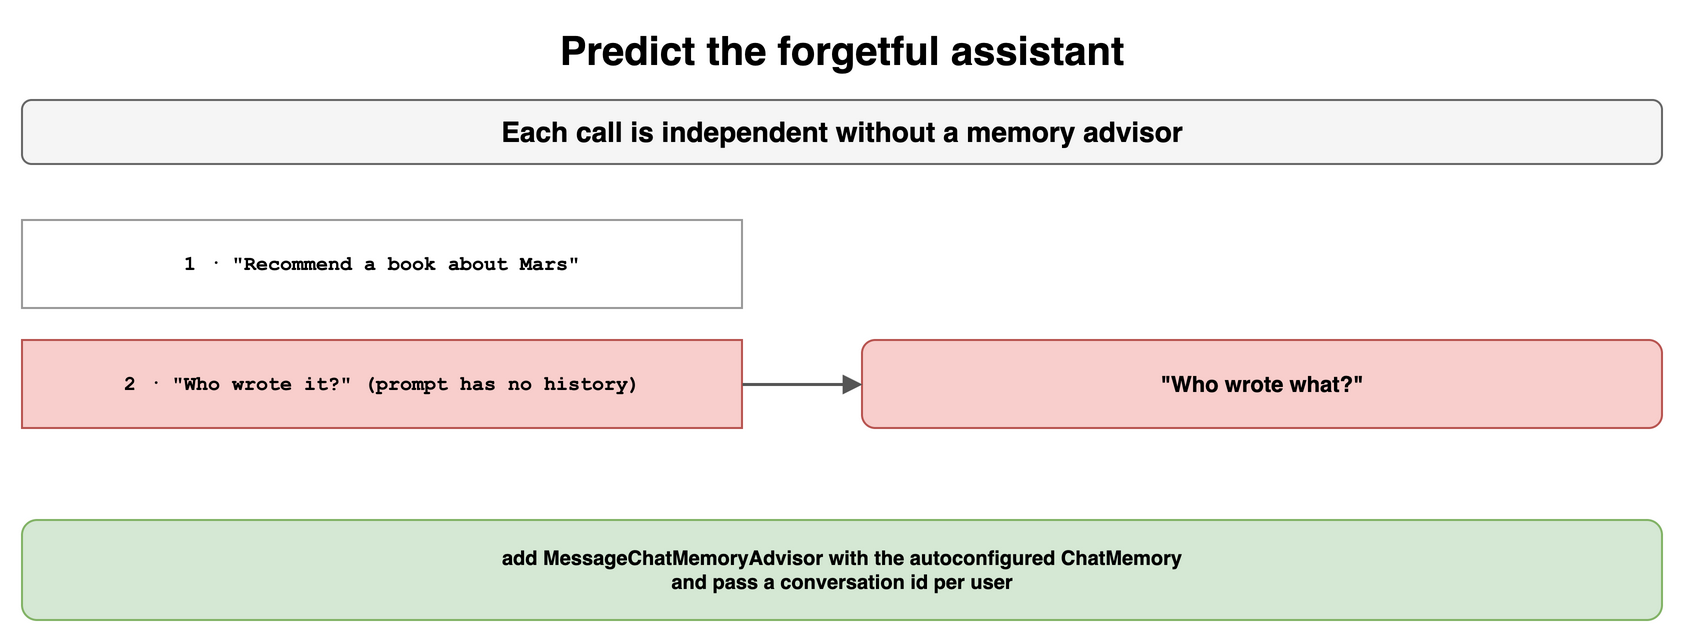 Predict the forgetful assistant
Each call is independent without a memory advisor
1 · "Recommend a book about Mars"
2 · "Who wrote it?" (prompt has no history)
"Who wrote what?"
add MessageChatMemoryAdvisor with the autoconfigured ChatMemory
and pass a conversation id per user